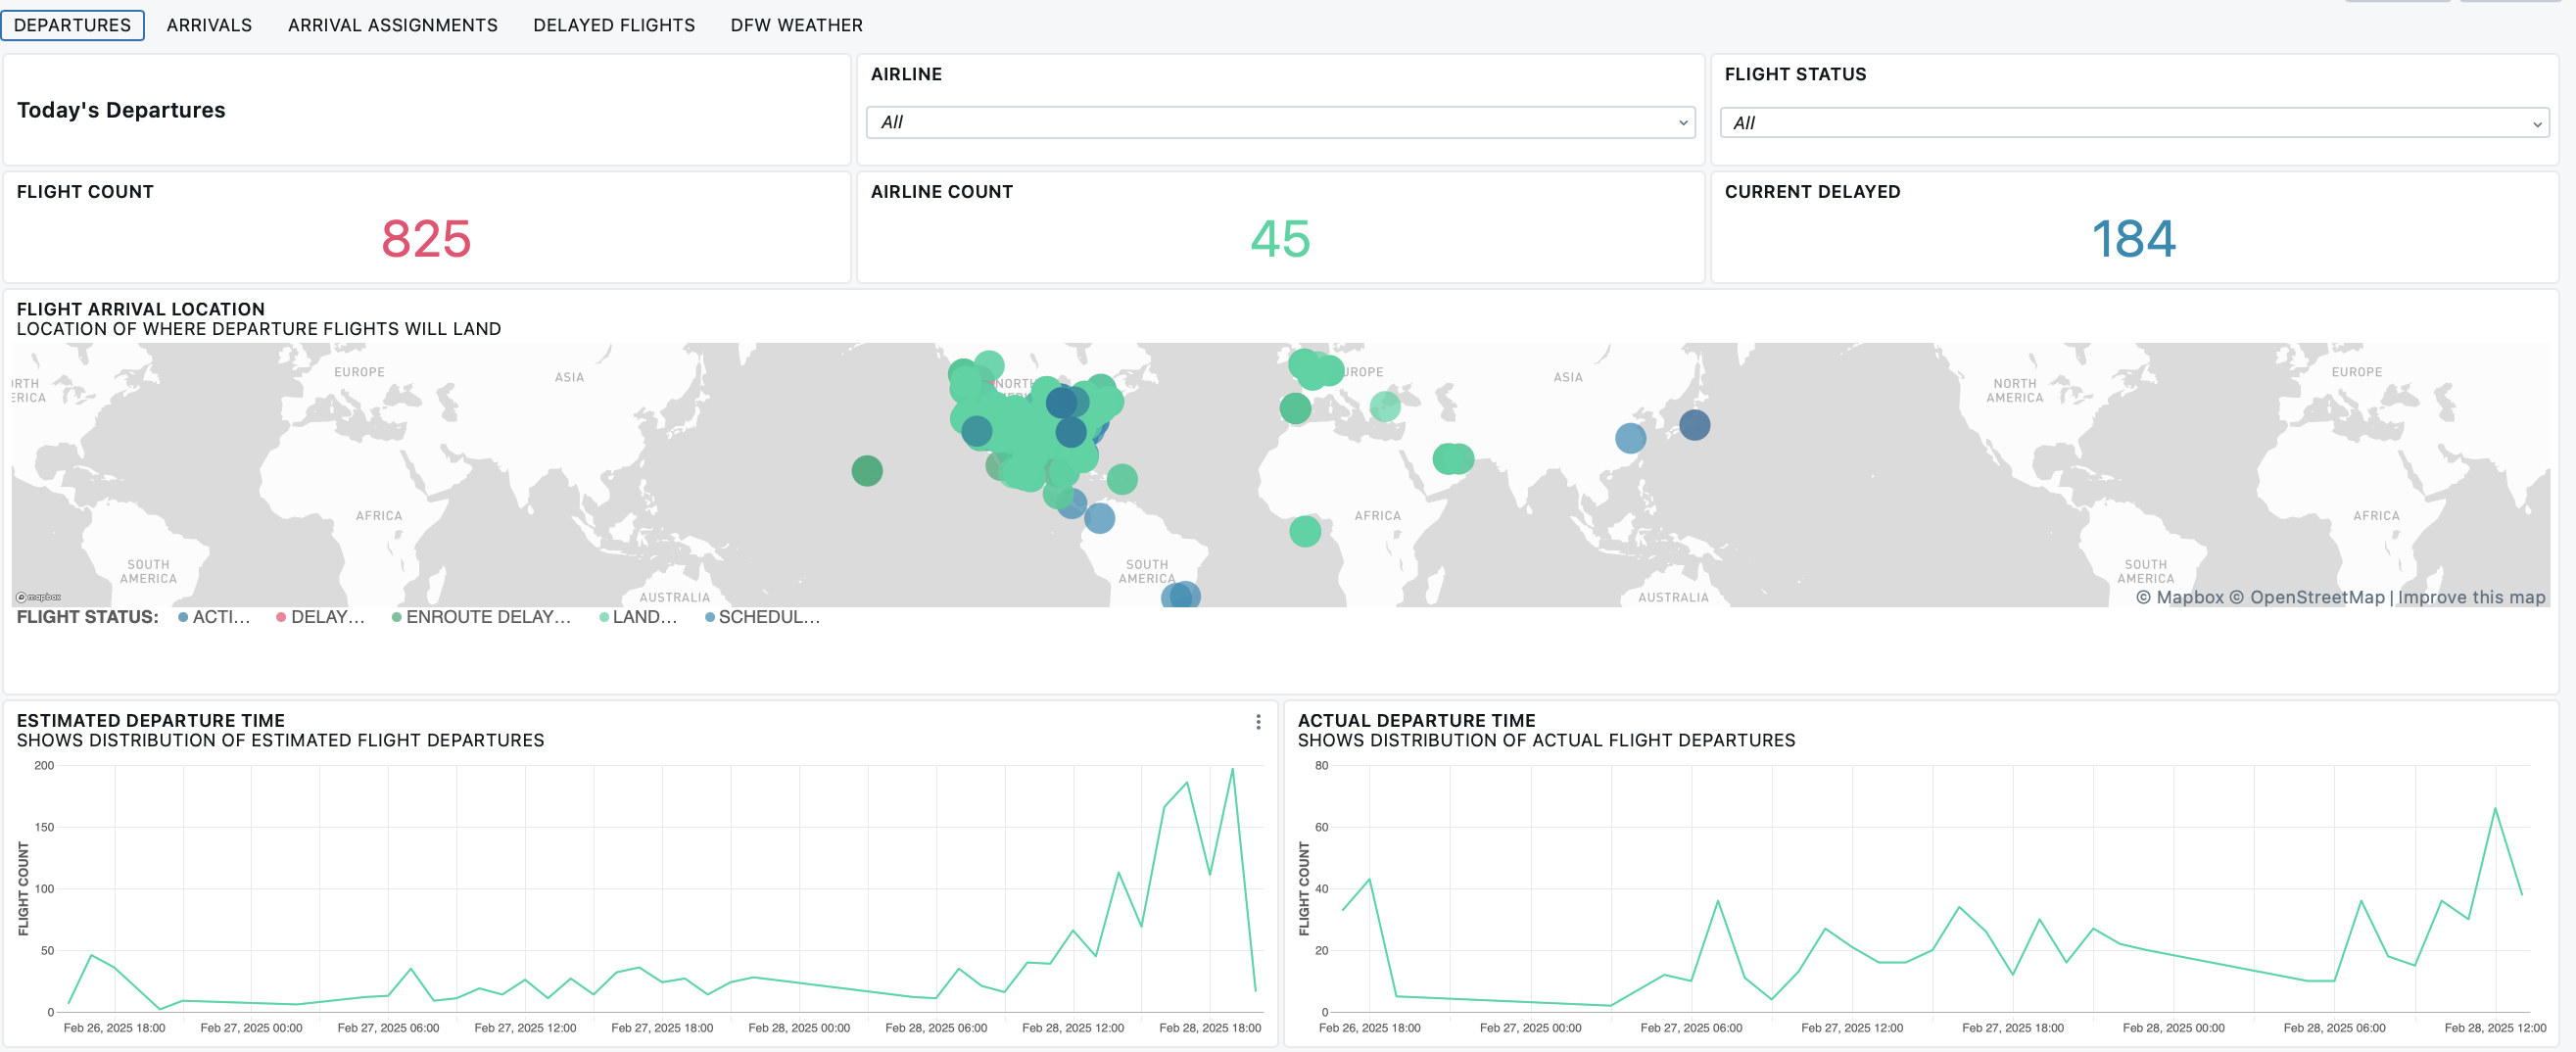 DEPARTURES ARRIVALS ARRIVAL ASSIGNMENTS DELAYED FLIGHTS DFW WEATHER
Today's Departures
AIRLINE
All
FLIGHT STATUS
All
FLIGHT COUNT
825
AIRLINE COUNT
45
CURRENT DELAYED
184
FLIGHT ARRIVAL LOCATION
LOCATION OF WHERE DEPARTURE FLIGHTS WILL LAND
EUROPE
ASIA
AFRICA
SOUTH
AMERICA
AUSTRALIA
NORTH
ASIA
AFRICA
SOUTH
AMERICA
AUSTRALIA
NORTH
AMERICA
EUROPE
AFRICA
SOUTH
AMERICA
mapbox
© Mapbox © OpenStreetMap | Improve this map
FLIGHT STATUS: ACTI... DELAY... ENROUTE DELAY... LAND... SCHEDUL...
ESTIMATED DEPARTURE TIME
SHOWS DISTRIBUTION OF ESTIMATED FLIGHT DEPARTURES
FLIGHT COUNT
200
150
100
50
0
Feb 26, 2025 18:00 Feb 27, 2025 00:00 Feb 27, 2025 06:00 Feb 27, 2025 12:00 Feb 27, 2025 18:00 Feb 28, 2025 00:00 Feb 28, 2025 06:00 Feb 28, 2025 12:00 Feb 28, 2025 18:00
ACTUAL DEPARTURE TIME
SHOWS DISTRIBUTION OF ACTUAL FLIGHT DEPARTURES
FLIGHT COUNT
80
60
40
20
0
Feb 26, 2025 18:00 Feb 27, 2025 00:00 Feb 27, 2025 06:00 Feb 27, 2025 12:00 Feb 27, 2025 18:00 Feb 28, 2025 00:00 Feb 28, 2025 06:00 Feb 28, 2025 12:00